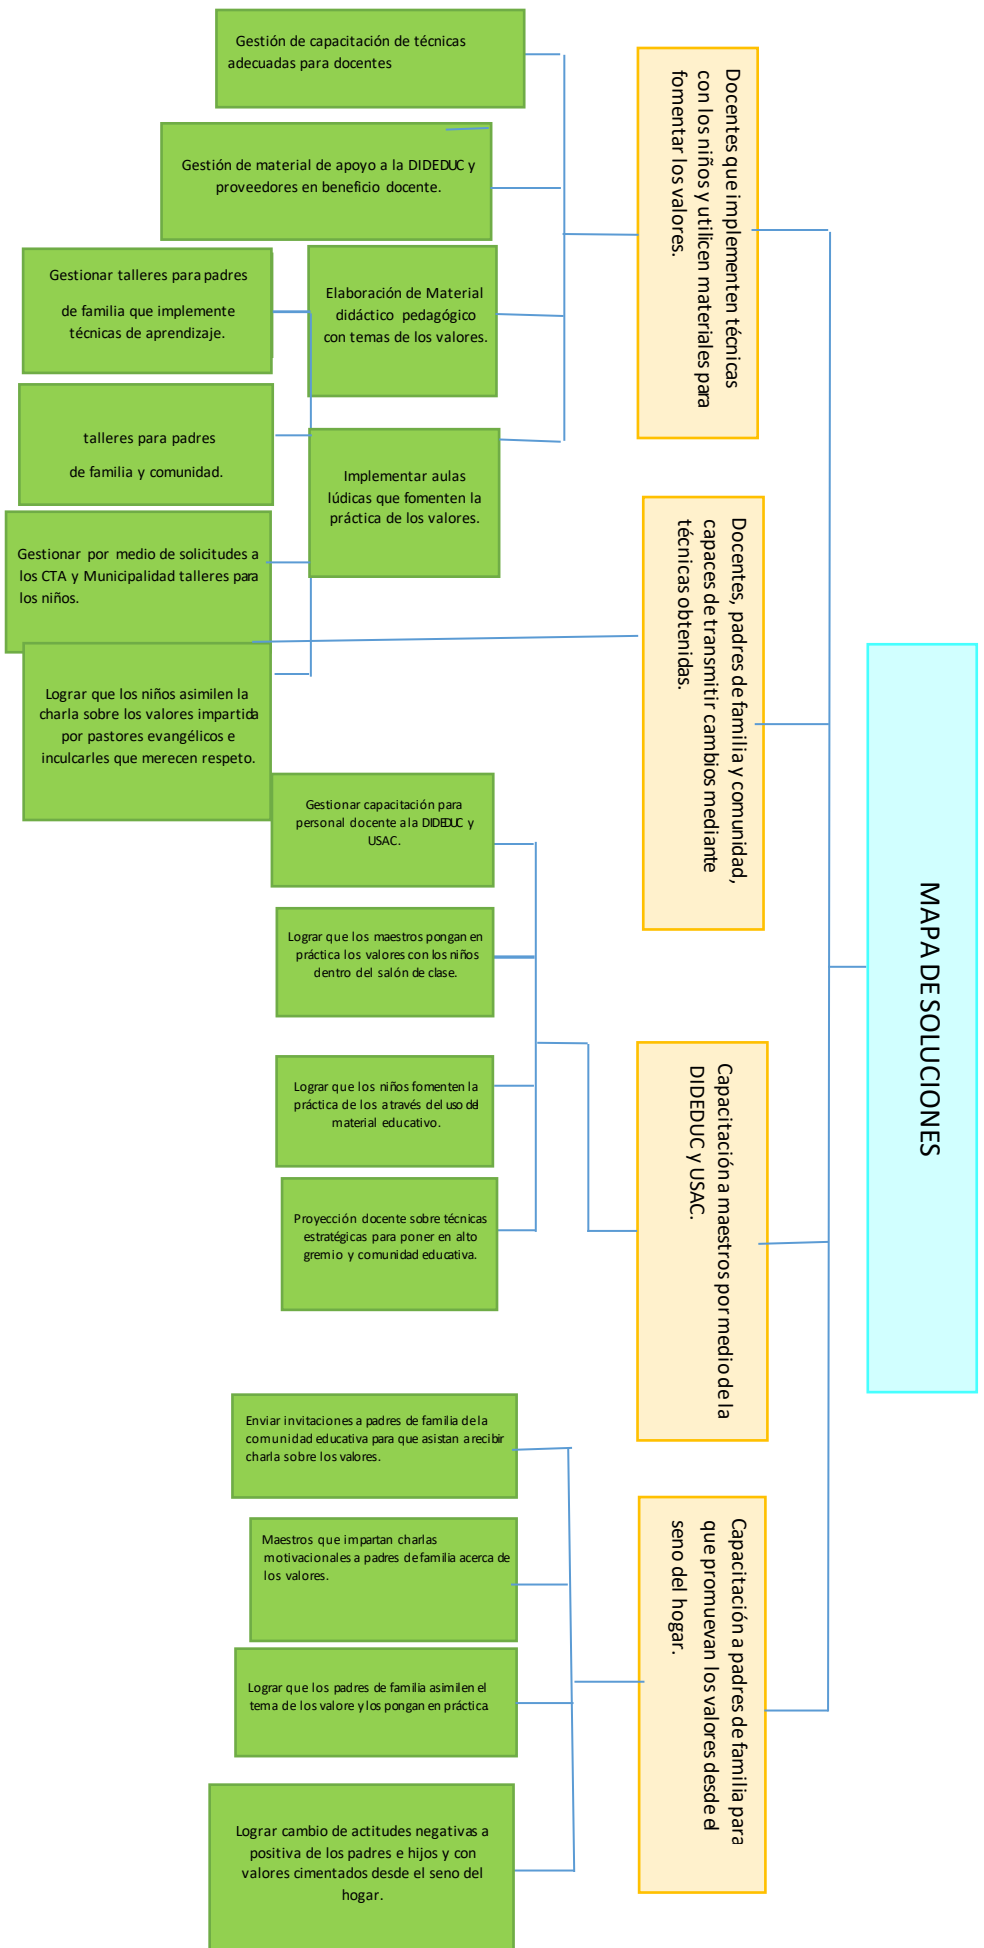 MAPA DE SOLUCIONES
Docentes que implementen técnicas
con los niños y utilicen materiales para
fomentar los valores.
Gestión de capacitación de técnicas
adecuadas para docentes
Gestión de material de apoyo a la DIDEDUC y
proveedores en beneficio docente.
Elaboración de Material
didáctico pedagógico
con temas de los valores.
Implementar aulas
lúdicas que fomenten la
práctica de los valores.
Docentes, padres de familia y comunidad,
capaces de transmitir cambios mediante
técnicas obtenidas.
Gestionar talleres para padres
de familia que implemente
técnicas de aprendizaje.
talleres para padres
de familia y comunidad.
Gestionar por medio de solicitudes a
los CTA y Municipalidad talleres para
los niños.
Lograr que los niños asimilen la
charla sobre los valores impartida
por pastores evangélicos e
inculcarles que merecen respeto.
Capacitación a maestros por medio de la
DIDEDUC y USAC.
Gestionar capacitación para
personal docente a la DIDEDUC y
USAC.
Lograr que los maestros pongan en
práctica los valores con los niños
dentro del salón de clase.
Lograr que los niños fomenten la
práctica de los a través del uso del
material educativo.
Proyección docente sobre técnicas
estratégicas para poner en alto
gremio y comunidad educativa.
Capacitación a padres de familia para
que promuevan los valores desde el
seno del hogar.
Enviar invitaciones a padres de familia de la
comunidad educativa para que asistan a recibir
charla sobre los valores.
Maestros que impartan charlas
motivacionales a padres de familia acerca de
los valores.
Lograr que los padres de familia asimilen el
tema de los valore y los pongan en práctica.
Lograr cambio de actitudes negativas a
positiva de los padres e hijos y con
valores cimentados desde el seno del
hogar.